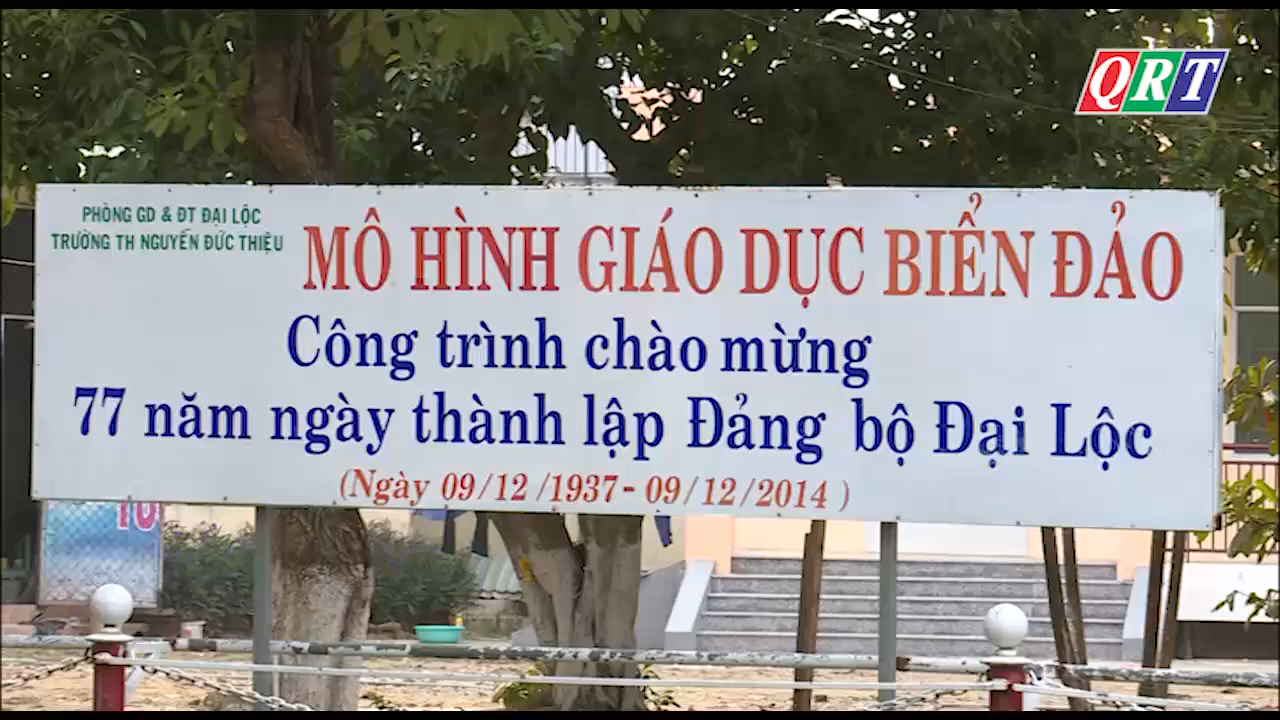 QRT
PHÒNG GD & ĐT ĐẠI LỘC
TRƯỜNG TH NGUYỄN ĐỨC THIỆU
MÔ HÌNH GIÁO DỤC BIỂN ĐẢO
Công trình chào mừng
77 năm ngày thành lập Đảng bộ Đại Lộc
(Ngày 09/12/1937- 09/12/2014)
10